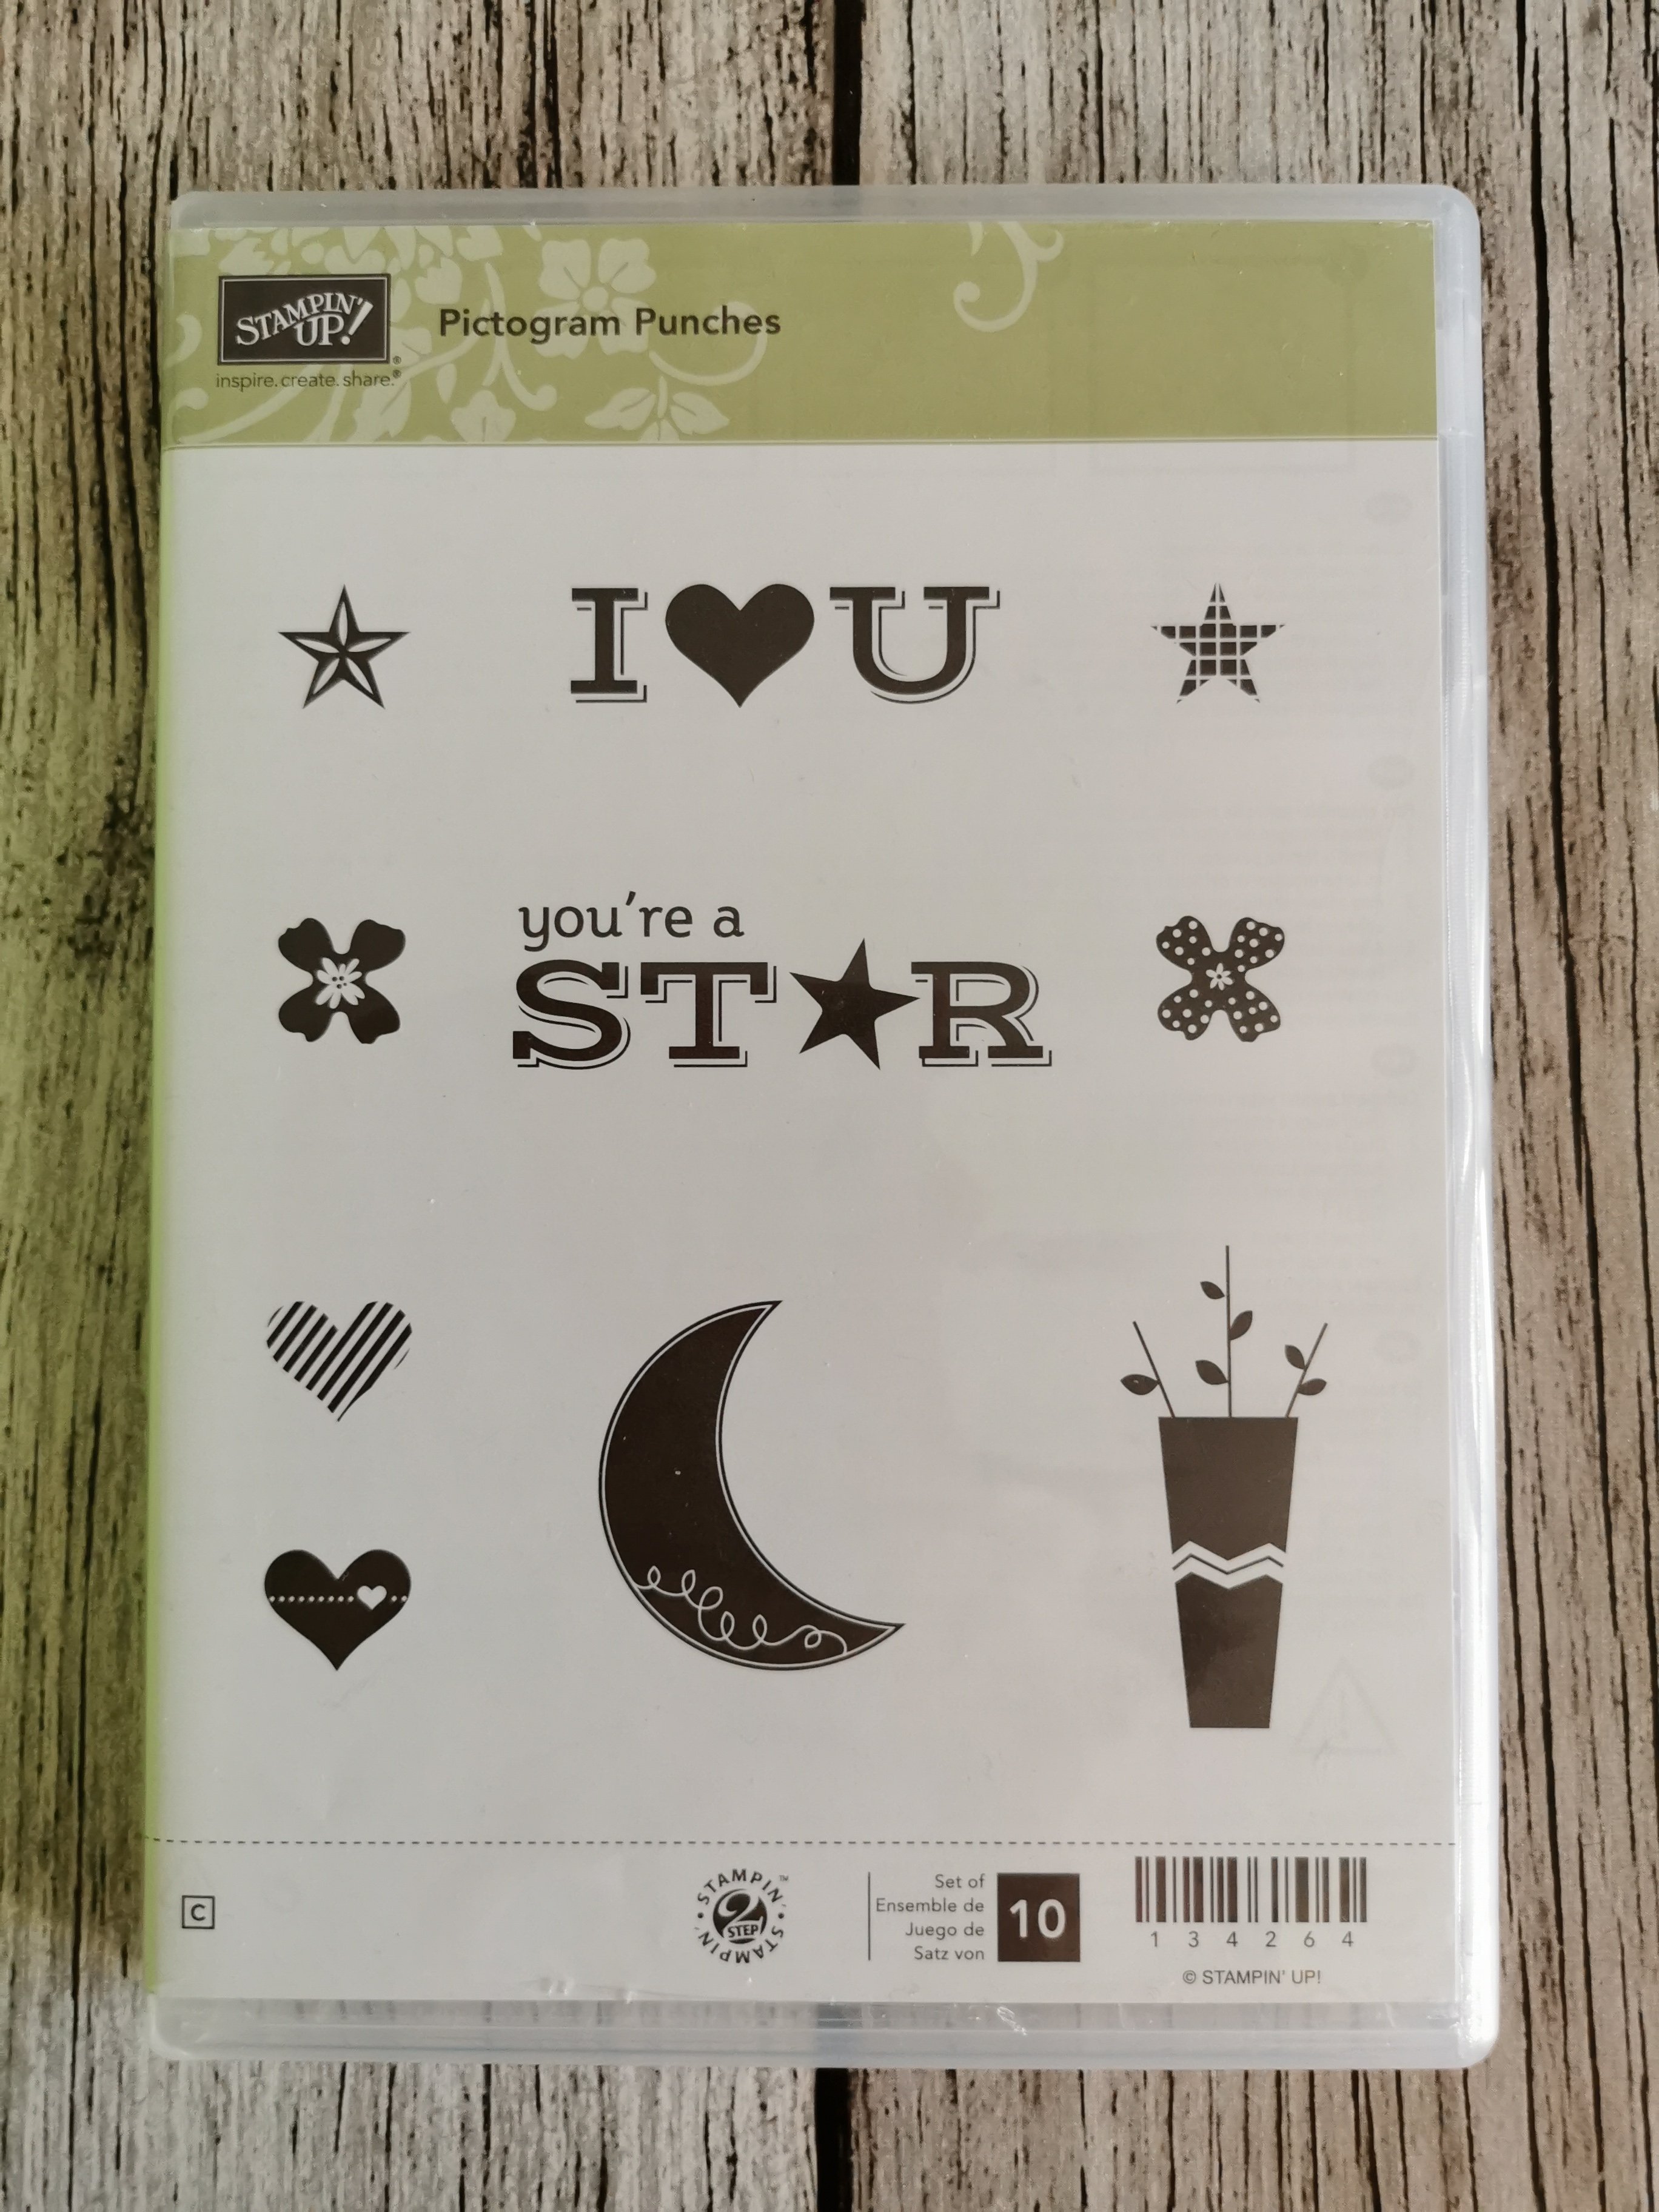 STAMPIN' UP!®
inspire. create. share.®
Pictogram Punches
I U
you're a
ST R
C
STAMPIN' STAMPIN' ™
2
STEP
Set of
Ensemble de
Juego de
Satz von
10
1 3 4 2 6 4
© STAMPIN' UP!